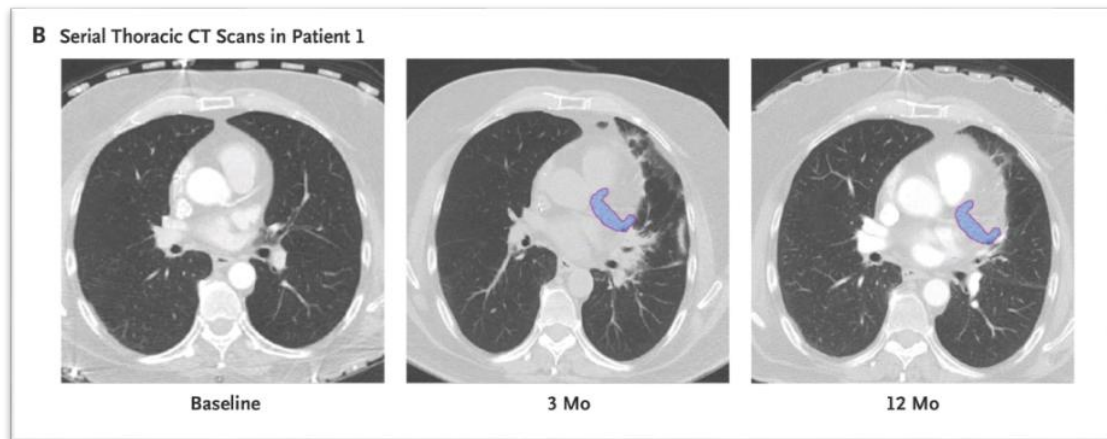 B Serial Thoracic CT Scans in Patient 1
Baseline
3 Mo
12 Mo